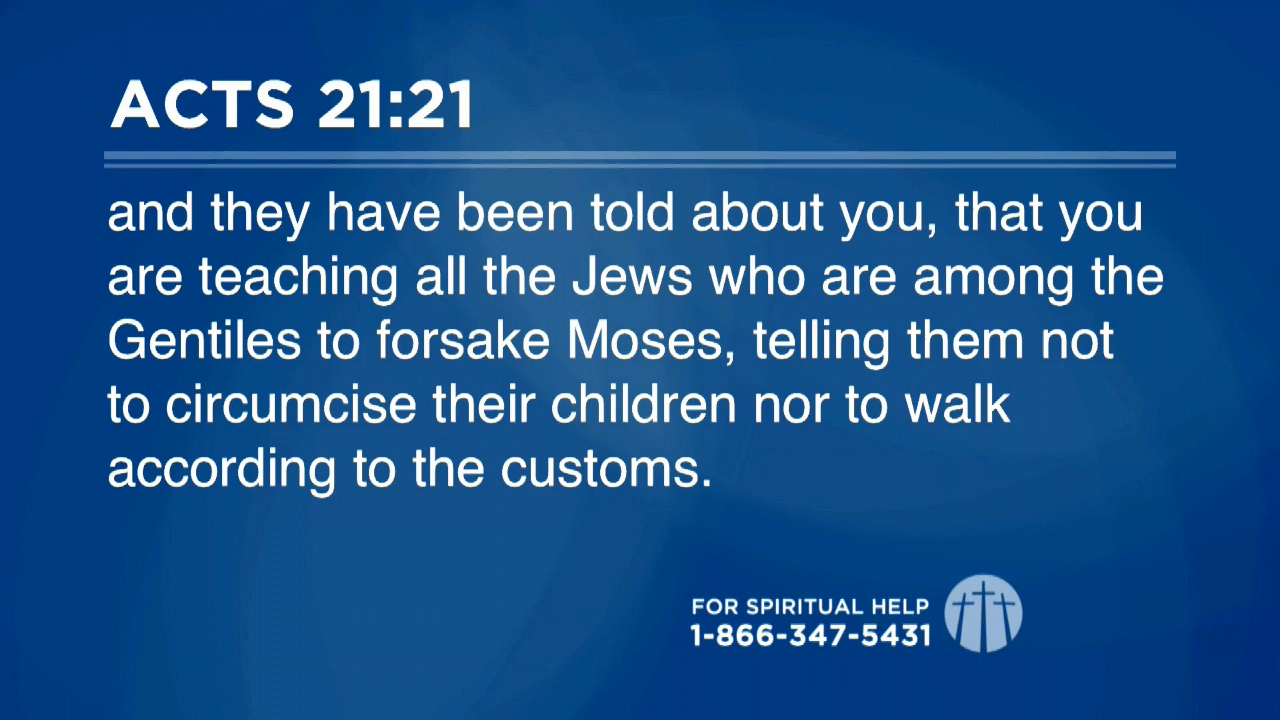 ACTS 21:21
and they have been told about you, that you
are teaching all the Jews who are among the
Gentiles to forsake Moses, telling them not
to circumcise their children nor to walk
according to the customs.
FOR SPIRITUAL HELP
1-866-347-5431